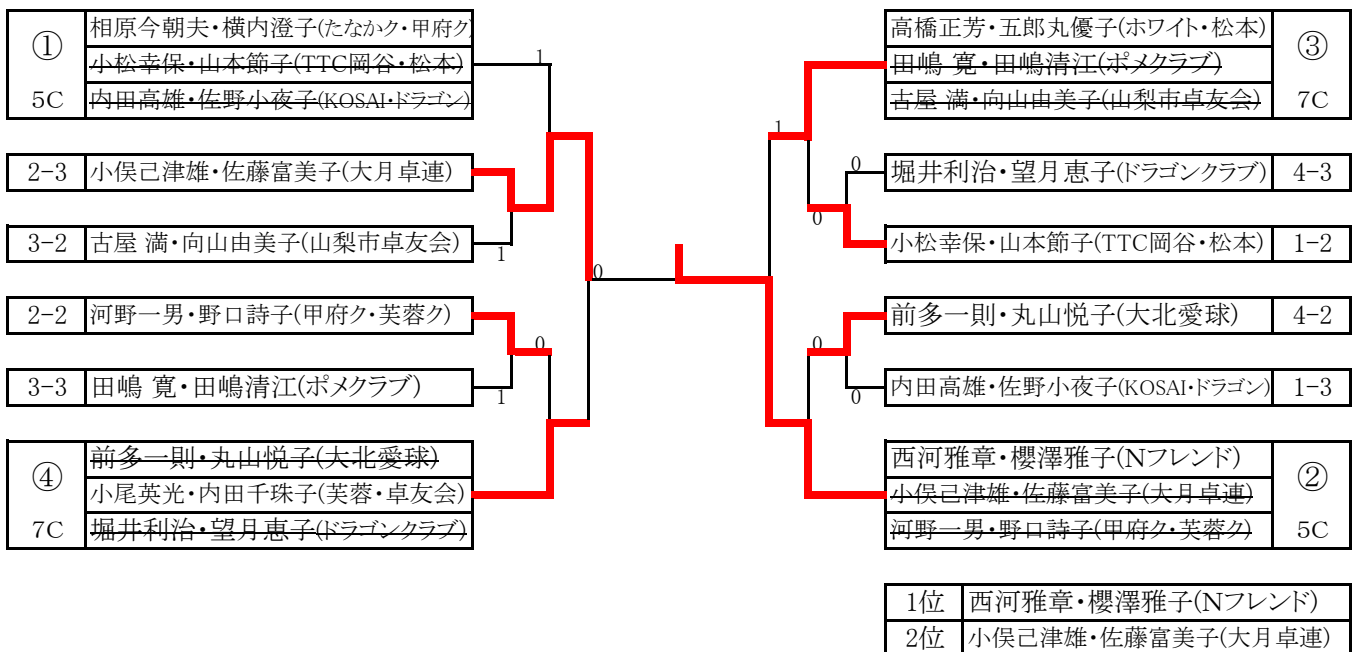 ①
5C
相原今朝夫・横内澄子(たなかク・甲府ク)
小松幸保・山本節子(TTC岡谷・松本)
内田高雄・佐野小夜子(KOSAI・ドラゴン)
1
2-3 小俣己津雄・佐藤富美子(大月卓連)
3-2 古屋 満・向山由美子(山梨市卓友会)
1
0
2-2 河野一男・野口詩子(甲府ク・芙蓉ク)
0
3-3 田嶋 寛・田嶋清江(ポメクラブ)
1
④
7C
前多一則・丸山悦子(大北愛球)
小尾英光・内田千珠子(芙蓉・卓友会)
堀井利治・望月恵子(ドラゴンクラブ)
高橋正芳・五郎丸優子(ホワイト・松本)
田嶋 寛・田嶋清江(ポメクラブ)
古屋 満・向山由美子(山梨市卓友会)
③
7C
1
0
堀井利治・望月恵子(ドラゴンクラブ) 4-3
0
小松幸保・山本節子(TTC岡谷・松本) 1-2
前多一則・丸山悦子(大北愛球) 4-2
0
0
内田高雄・佐野小夜子(KOSAI・ドラゴン) 1-3
西河雅章・櫻澤雅子(Nフレンド)
小俣己津雄・佐藤富美子(大月卓連)
河野一男・野口詩子(甲府ク・芙蓉ク)
②
5C
1位 西河雅章・櫻澤雅子(Nフレンド)
2位 小俣己津雄・佐藤富美子(大月卓連)